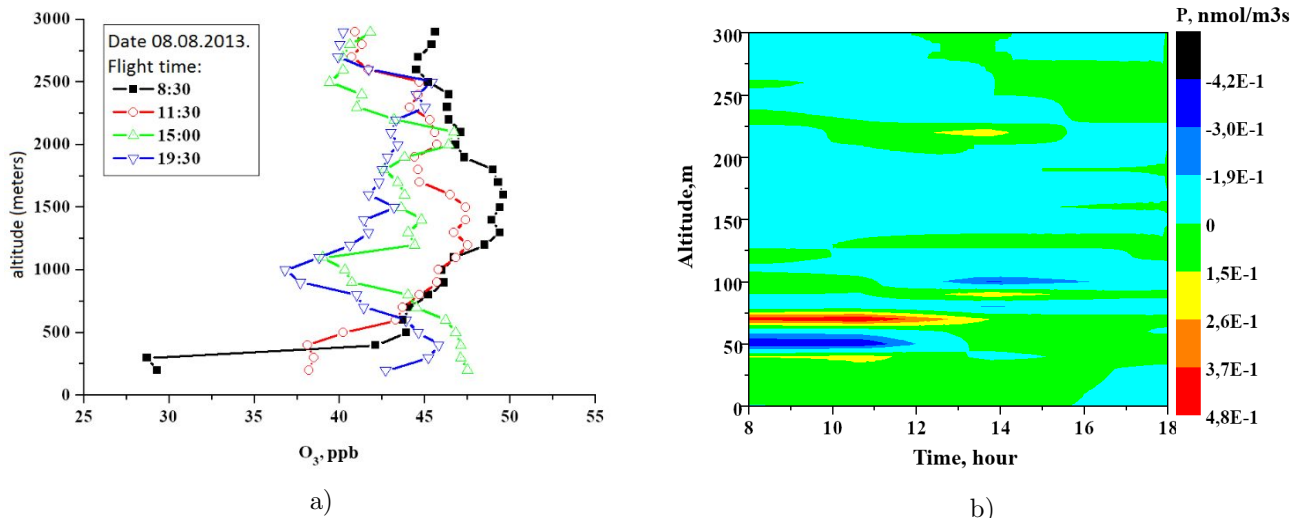 Date 08.08.2013.
Flight time:
8:30
11:30
15:00
19:30
3000
2500
2000
1500
1000
500
0
altitude (meters)
25
30
35
40
45
50
55
O3, ppb
a)
P, nmol/m3s
-4,2E-1
-3,0E-1
-1,9E-1
0
1,5E-1
2,6E-1
3,7E-1
4,8E-1
300
250
200
150
100
50
0
Altitude,m
8
10
12
14
16
18
Time, hour
b)